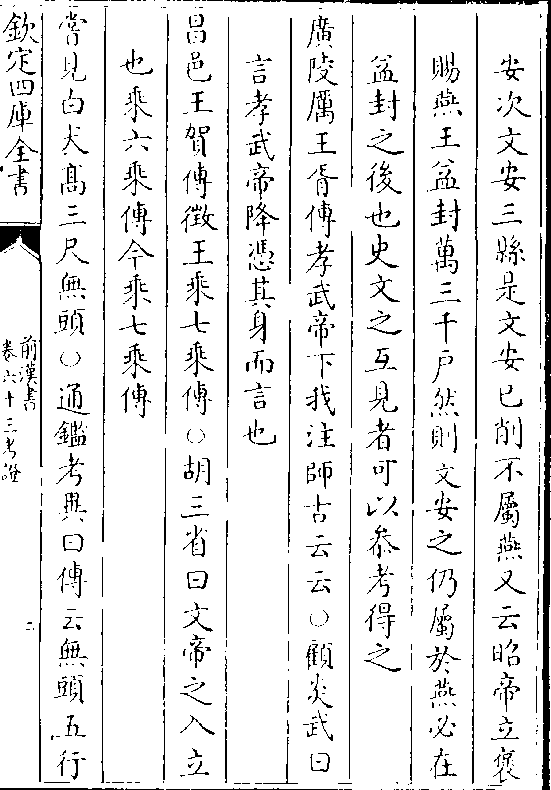 安次文安三縣是文安已削不屬燕又云昭帝立褒
賜燕王益封萬三千戶然則文安之仍屬於燕必在
益封之後也史文之互見者可以叅考得之
廣陵厲王胥傳孝武帝下我注師古云云○顧炎武曰
言孝武帝降憑其身而言也
昌邑王賀傳徵王乘七乘傳○胡三省曰文帝之入立
也乘六乘傳今乘七乘傳
嘗見白犬髙三尺無頭○通鑑考異曰傳云無頭五行
欽定四庫全書
前漢書
卷六十三考證
二